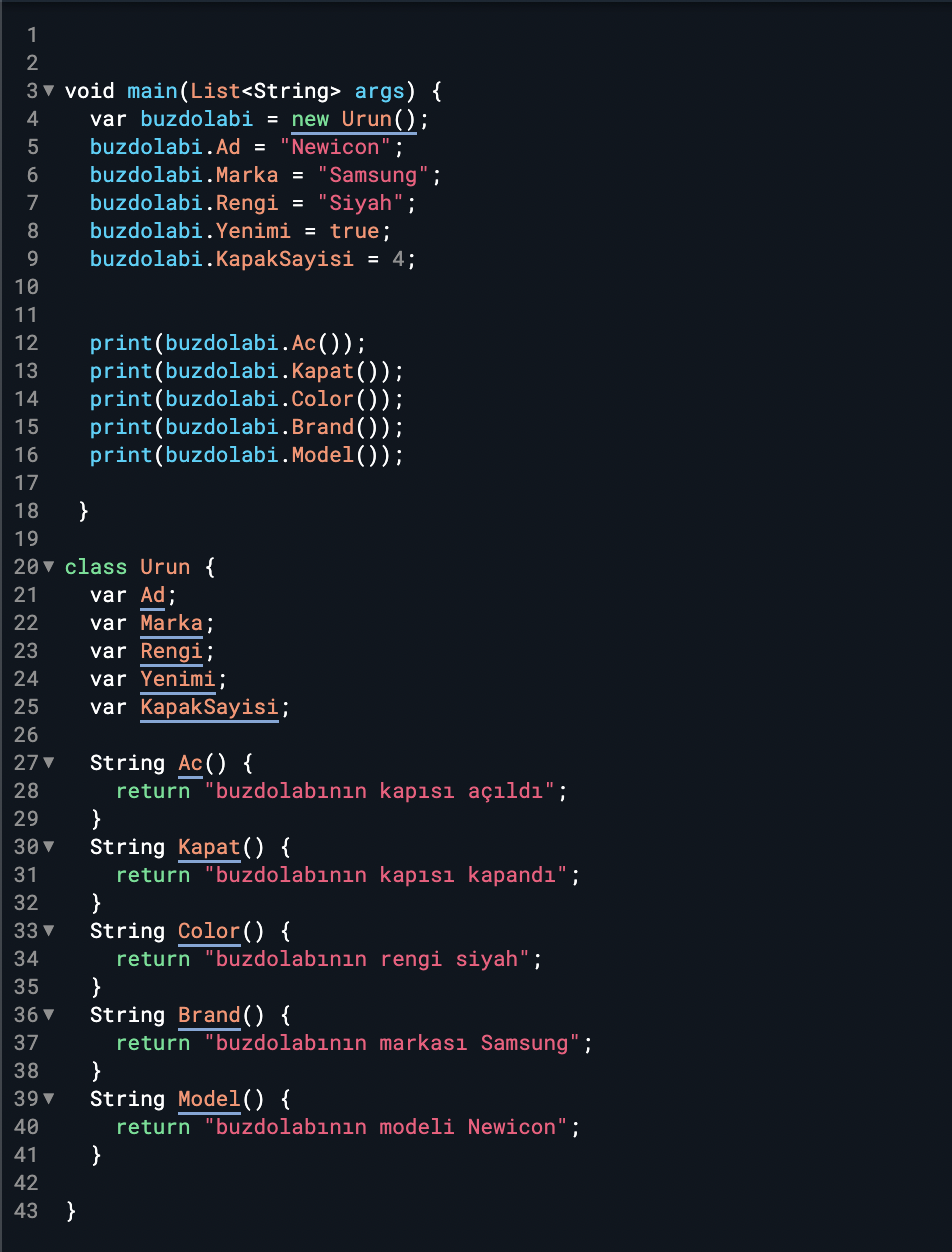 1
2
3 void main(List<String> args) {
4 var buzdolabi = new Urun();
5 buzdolabi.Ad = "Newicon";
6 buzdolabi.Marka = "Samsung";
7 buzdolabi.Rengi = "Siyah";
8 buzdolabi.Yenimi = true;
9 buzdolabi.KapakSayisi = 4;
10
11
12 print(buzdolabi.Ac());
13 print(buzdolabi.Kapat());
14 print(buzdolabi.Color());
15 print(buzdolabi.Brand());
16 print(buzdolabi.Model());
17
18 }
19
20 class Urun {
21 var Ad;
22 var Marka;
23 var Rengi;
24 var Yenimi;
25 var KapakSayisi;
26
27 String Ac() {
28 return "buzdolabının kapısı açıldı";
29 }
30 String Kapat() {
31 return "buzdolabının kapısı kapandı";
32 }
33 String Color() {
34 return "buzdolabının rengi siyah";
35 }
36 String Brand() {
37 return "buzdolabının markası Samsung";
38 }
39 String Model() {
40 return "buzdolabının modeli Newicon";
41 }
42
43 }